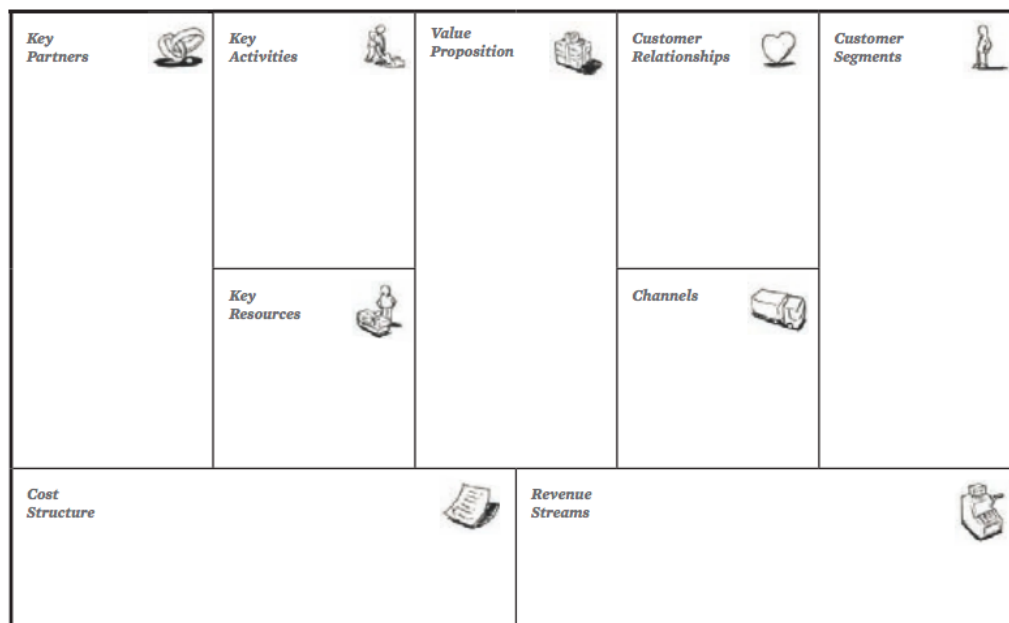 Key
Partners
Key
Activities
Value
Proposition
Customer
Relationships
Customer
Segments
Key
Resources
Channels
Cost
Structure
Revenue
Streams